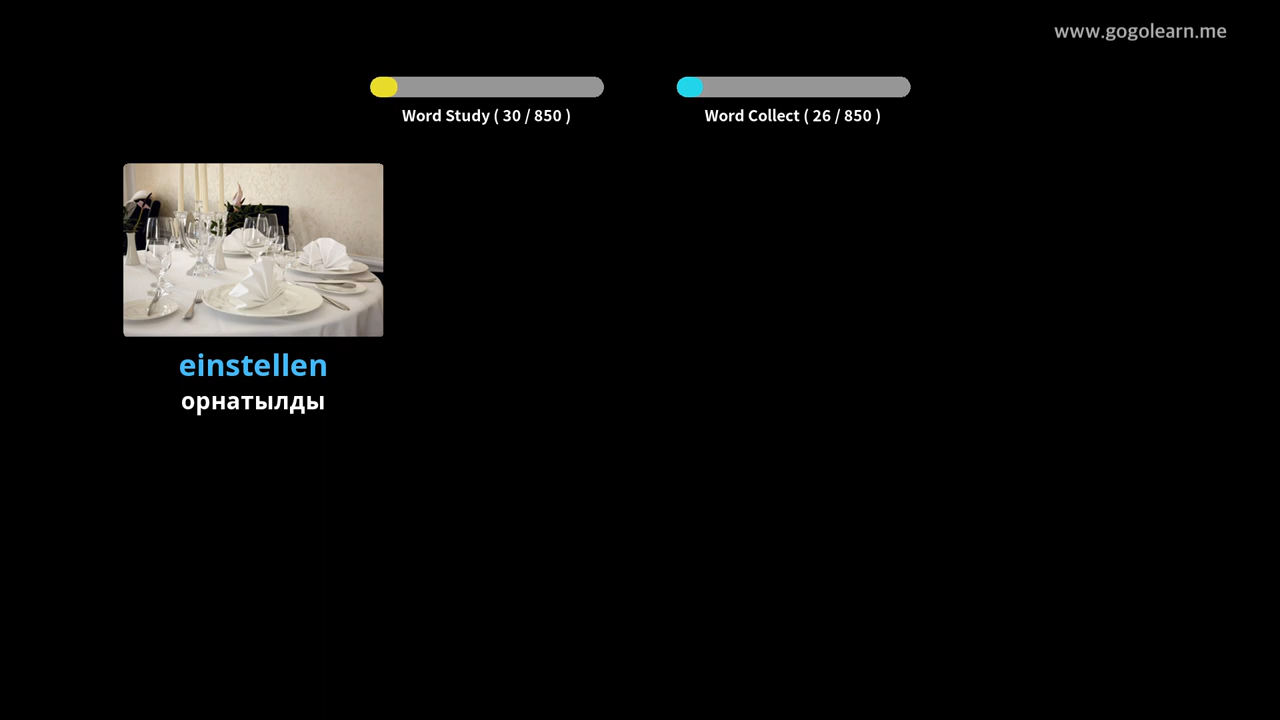 www.gogolearn.me
Word Study ( 30 / 850 )
Word Collect ( 26 / 850 )
einstellen
орнатылды